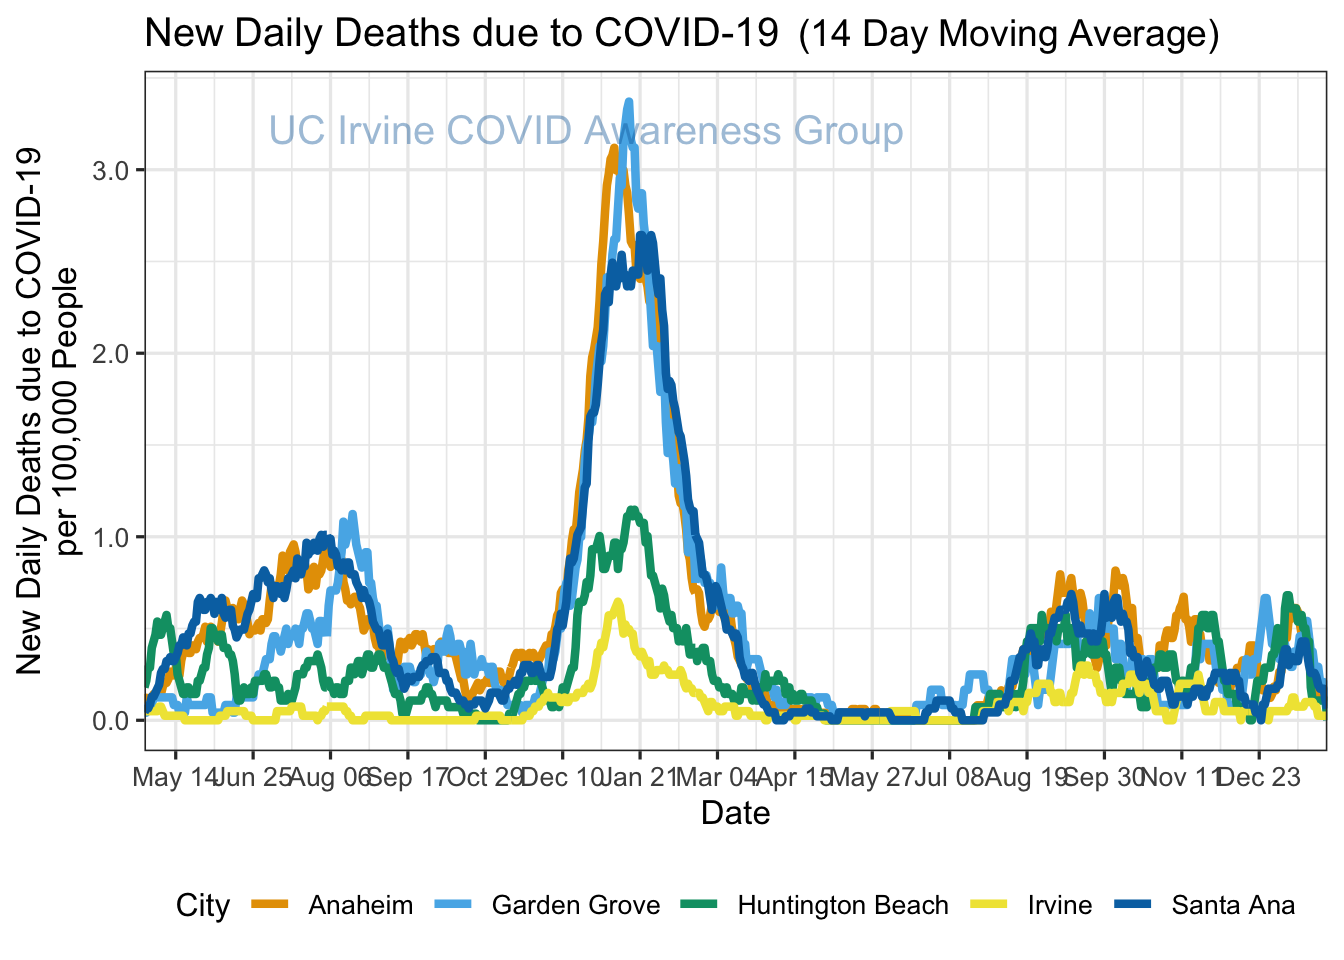 New Daily Deaths due to COVID-19 (14 Day Moving Average)
UC Irvine COVID Awareness Group
New Daily Deaths due to COVID-19
per 100,000 People
3.0
2.0
1.0
0.0
May 14 Jun 25 Aug 06 Sep 17 Oct 29 Dec 10 Jan 21 Mar 04 Apr 15 May 27 Jul 08 Aug 19 Sep 30 Nov 11 Dec 23
Date
City Anaheim Garden Grove Huntington Beach Irvine Santa Ana